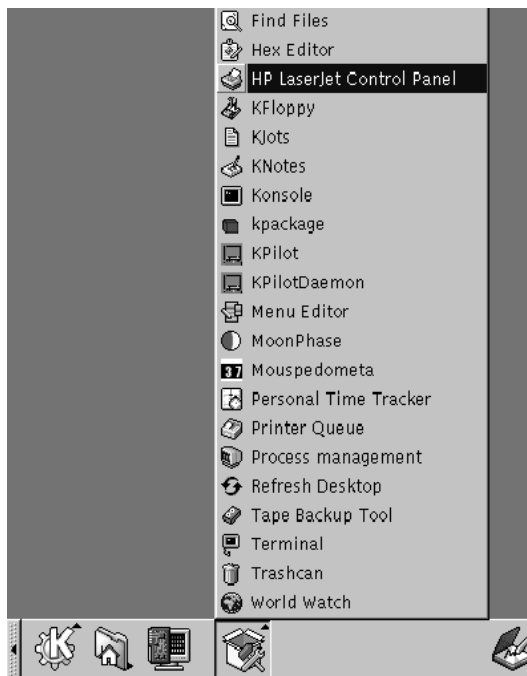 Find Files
Hex Editor
HP LaserJet Control Panel
KFloppy
KJots
KNotes
Konsole
kpackage
KPilot
KPilotDaemon
Menu Editor
MoonPhase
37 Mouspedometa
Personal Time Tracker
Printer Queue
Process management
Refresh Desktop
Tape Backup Tool
Terminal
Trashcan
World Watch
K